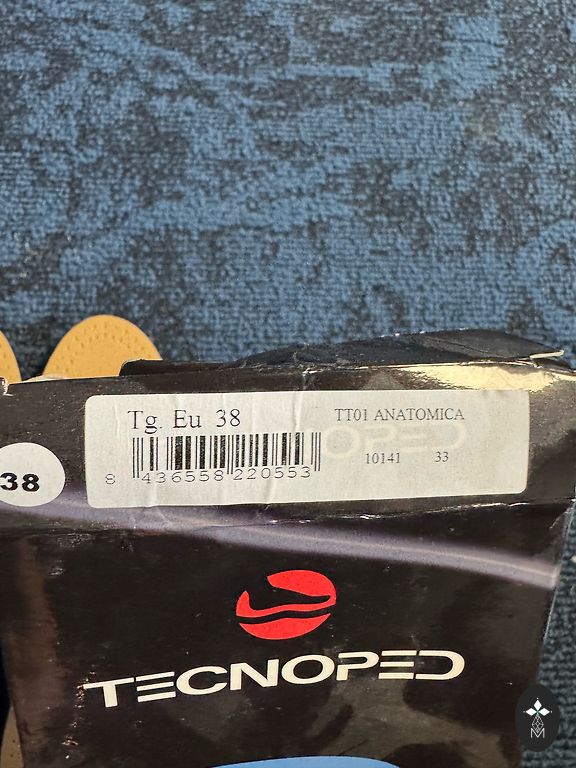 Tg. Eu 38
TT01 ANATOMICA
10141 33
8 436558 220553
38
TECNOPED